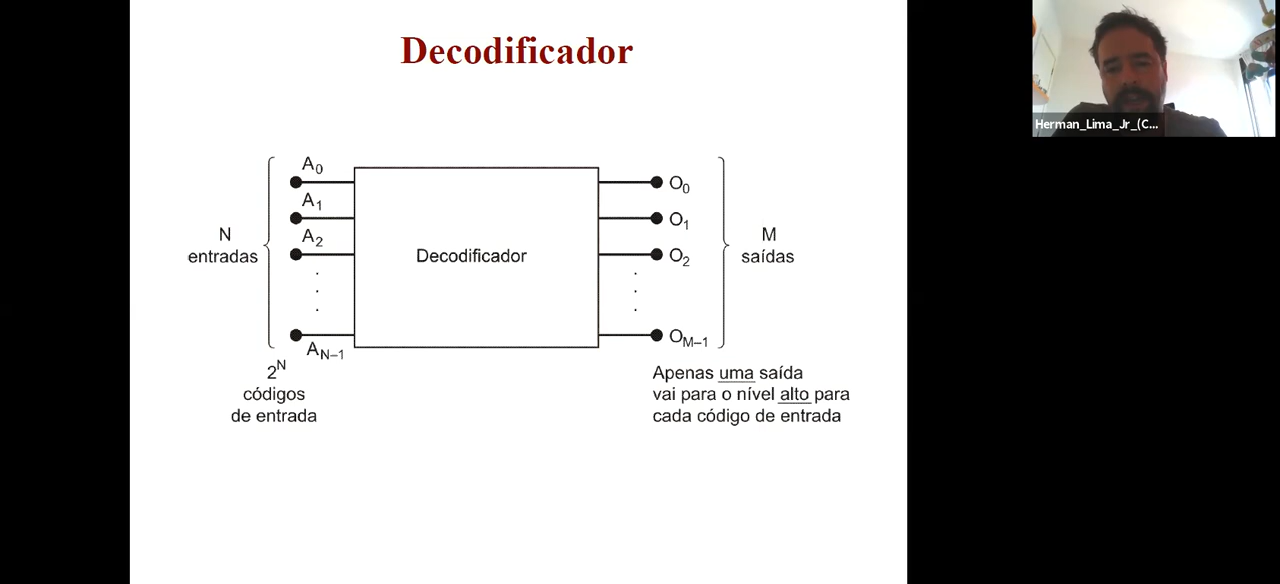 Decodificador
Herman_Lima_Jr_(C...
A0
A1
A2
AN–1
N
entradas
2N
códigos
de entrada
Decodificador
O0
O1
O2
OM–1
M
saídas
Apenas uma saída
vai para o nível alto para
cada código de entrada